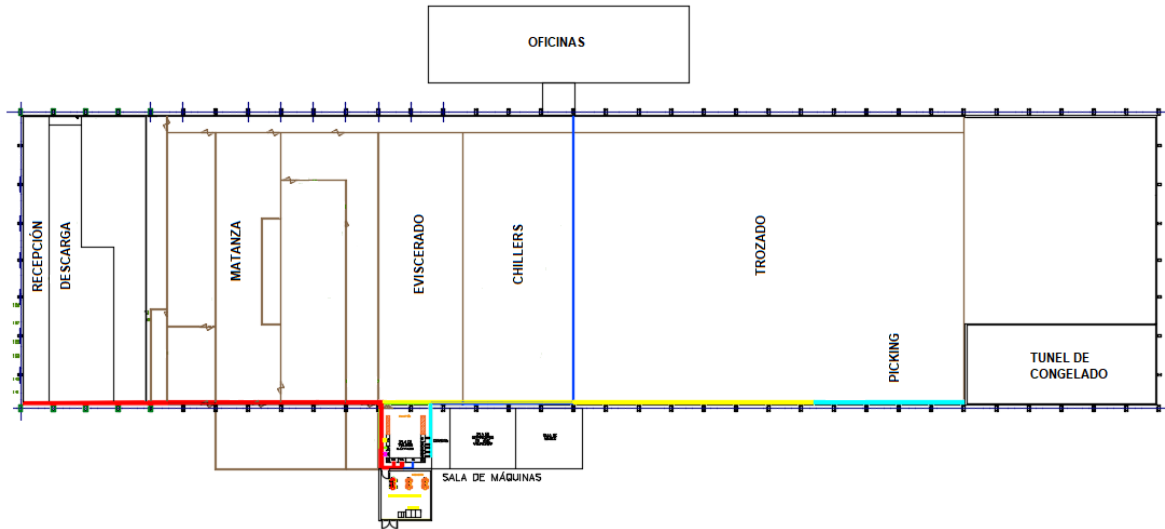 OFICINAS
RECEPCIÓN
DESCARGA
MATANZA
EVISCERADO
CHILLERS
TROZADO
PICKING
TUNEL DE
CONGELADO
SALA DE MÁQUINAS